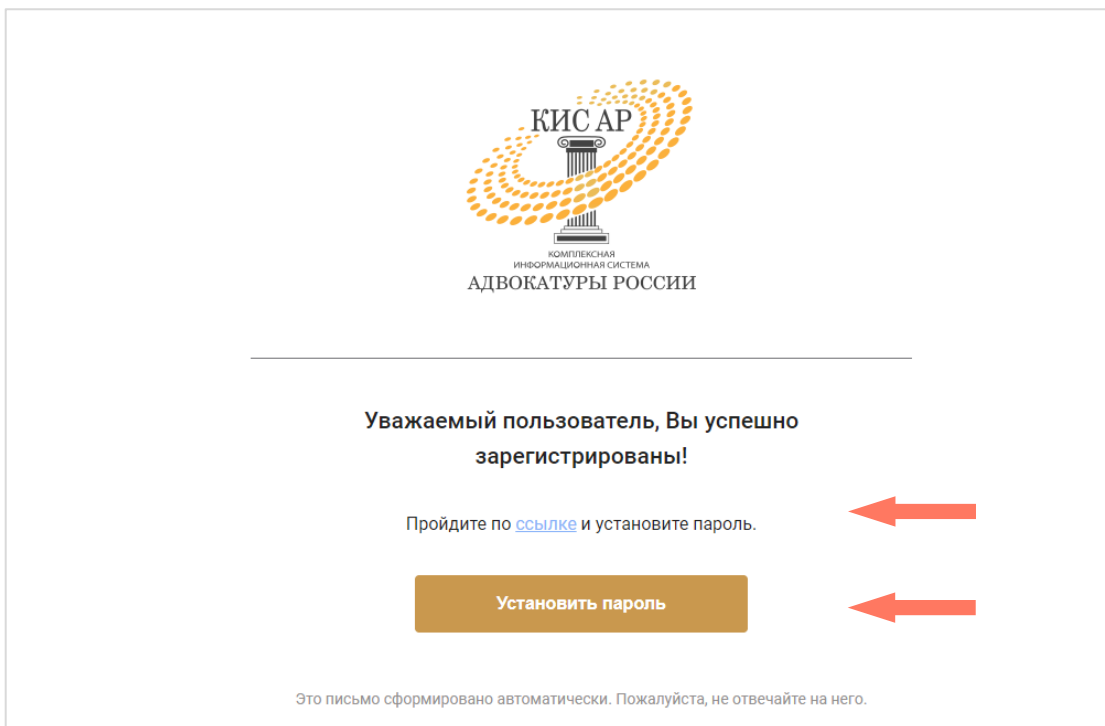 КИС АР
КОМПЛЕКСНАЯ
ИНФОРМАЦИОННАЯ СИСТЕМА
АДВОКАТУРЫ РОССИИ
Уважаемый пользователь, Вы успешно
зарегистрированы!
Пройдите по ссылке и установите пароль.
Установить пароль
Это письмо сформировано автоматически. Пожалуйста, не отвечайте на него.